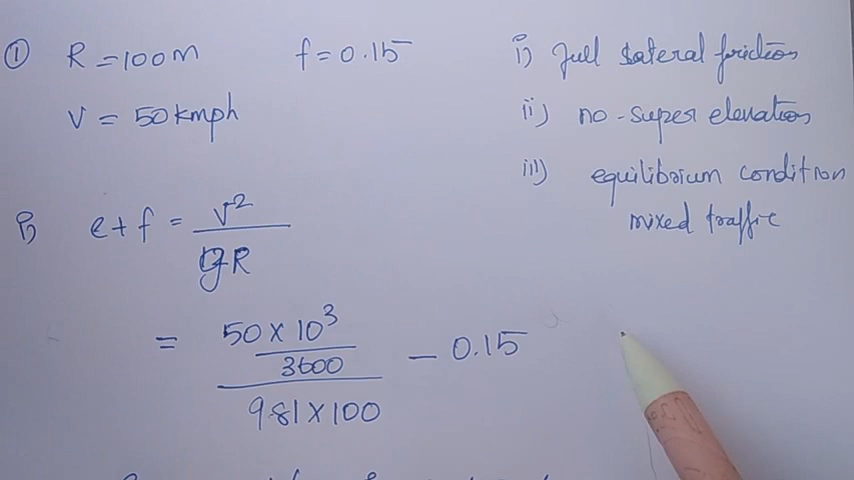 ① R = 100m f = 0.15
V = 50 kmph
i) full lateral friction
ii) no-super elevation
iii) equilibrium condition
mixed traffic
i) e + f = V² / gR
= 50 × 10³ / 3600 / 9.81 × 100 - 0.15